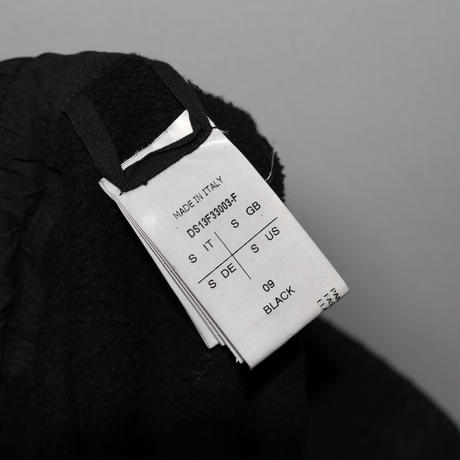 MADE IN ITALY
DS13F33003-F
S IT S GB
S DE S US
09
BLACK